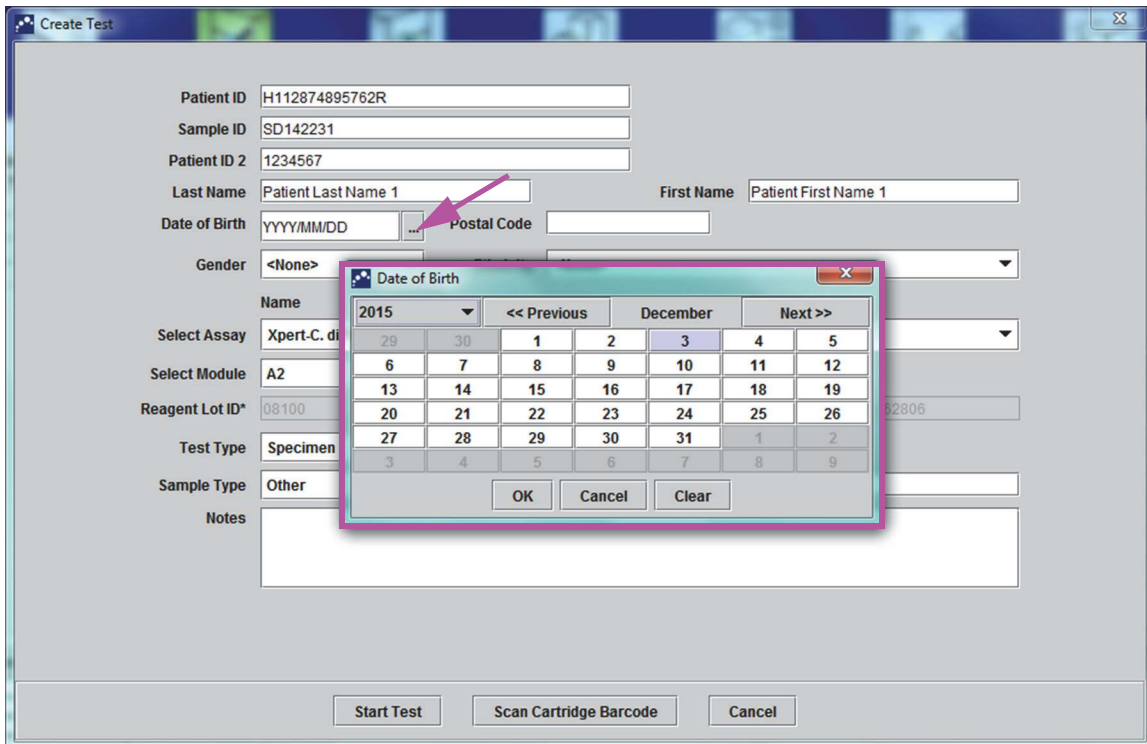 Create Test
Patient ID H112874895762R
Sample ID SD142231
Patient ID 2 1234567
Last Name Patient Last Name 1 First Name Patient First Name 1
Date of Birth YYYY/MM/DD ... Postal Code
Gender <None>
Date of Birth
2015 << Previous December Next >>
29 30 1 2 3 4 5
6 7 8 9 10 11 12
13 14 15 16 17 18 19
20 21 22 23 24 25 26
27 28 29 30 31 1 2
3 4 5 6 7 8 9
OK Cancel Clear
Name
Select Assay Xpert-C. di
Select Module A2
Reagent Lot ID* 08100 62806
Test Type Specimen
Sample Type Other
Notes
Start Test Scan Cartridge Barcode Cancel